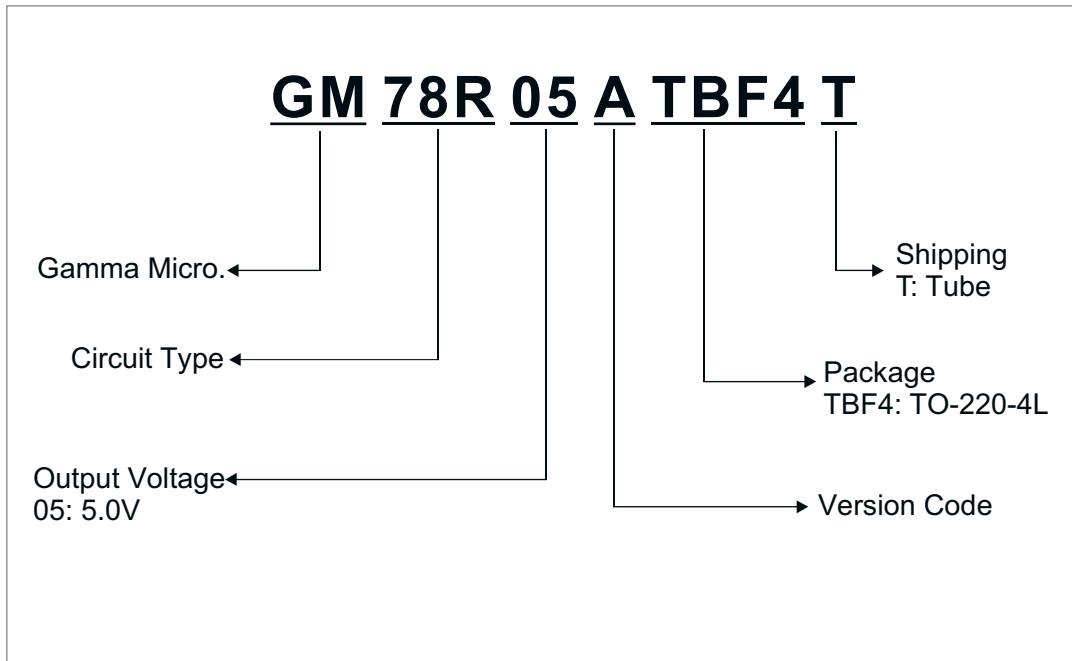 GM 78R 05 A TBF4 T
Gamma Micro.
Shipping
T: Tube
Circuit Type
Package
TBF4: TO-220-4L
Output Voltage
05: 5.0V
Version Code